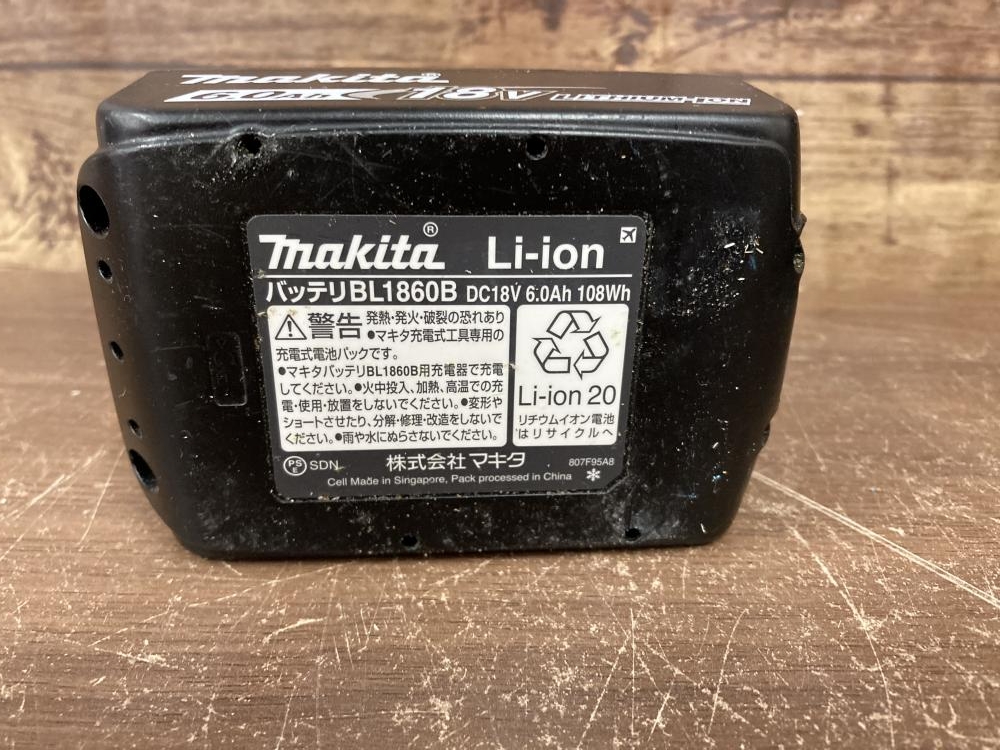 makita®
6.0Ah 18V LITHIUM-ION
makita® Li-ion
バッテリBL1860B DC18V 6.0Ah 108Wh
警告 発熱・発火・破裂の恐れあり
●マキタ充電式工具専用の
充電式電池パックです。
●マキタバッテリBL1860B用充電器で充電
してください。●火中投入、加熱、高温での充
電・使用・放置をしないでください。●変形や
ショートさせたり、分解・修理・改造をしないで
ください。●雨や水にぬらさないでください。
Li-ion 20
リチウムイオン電池
はリサイクルへ
PS
E SDN 株式会社 マキタ 807F95A8
Cell Made in Singapore, Pack processed in China